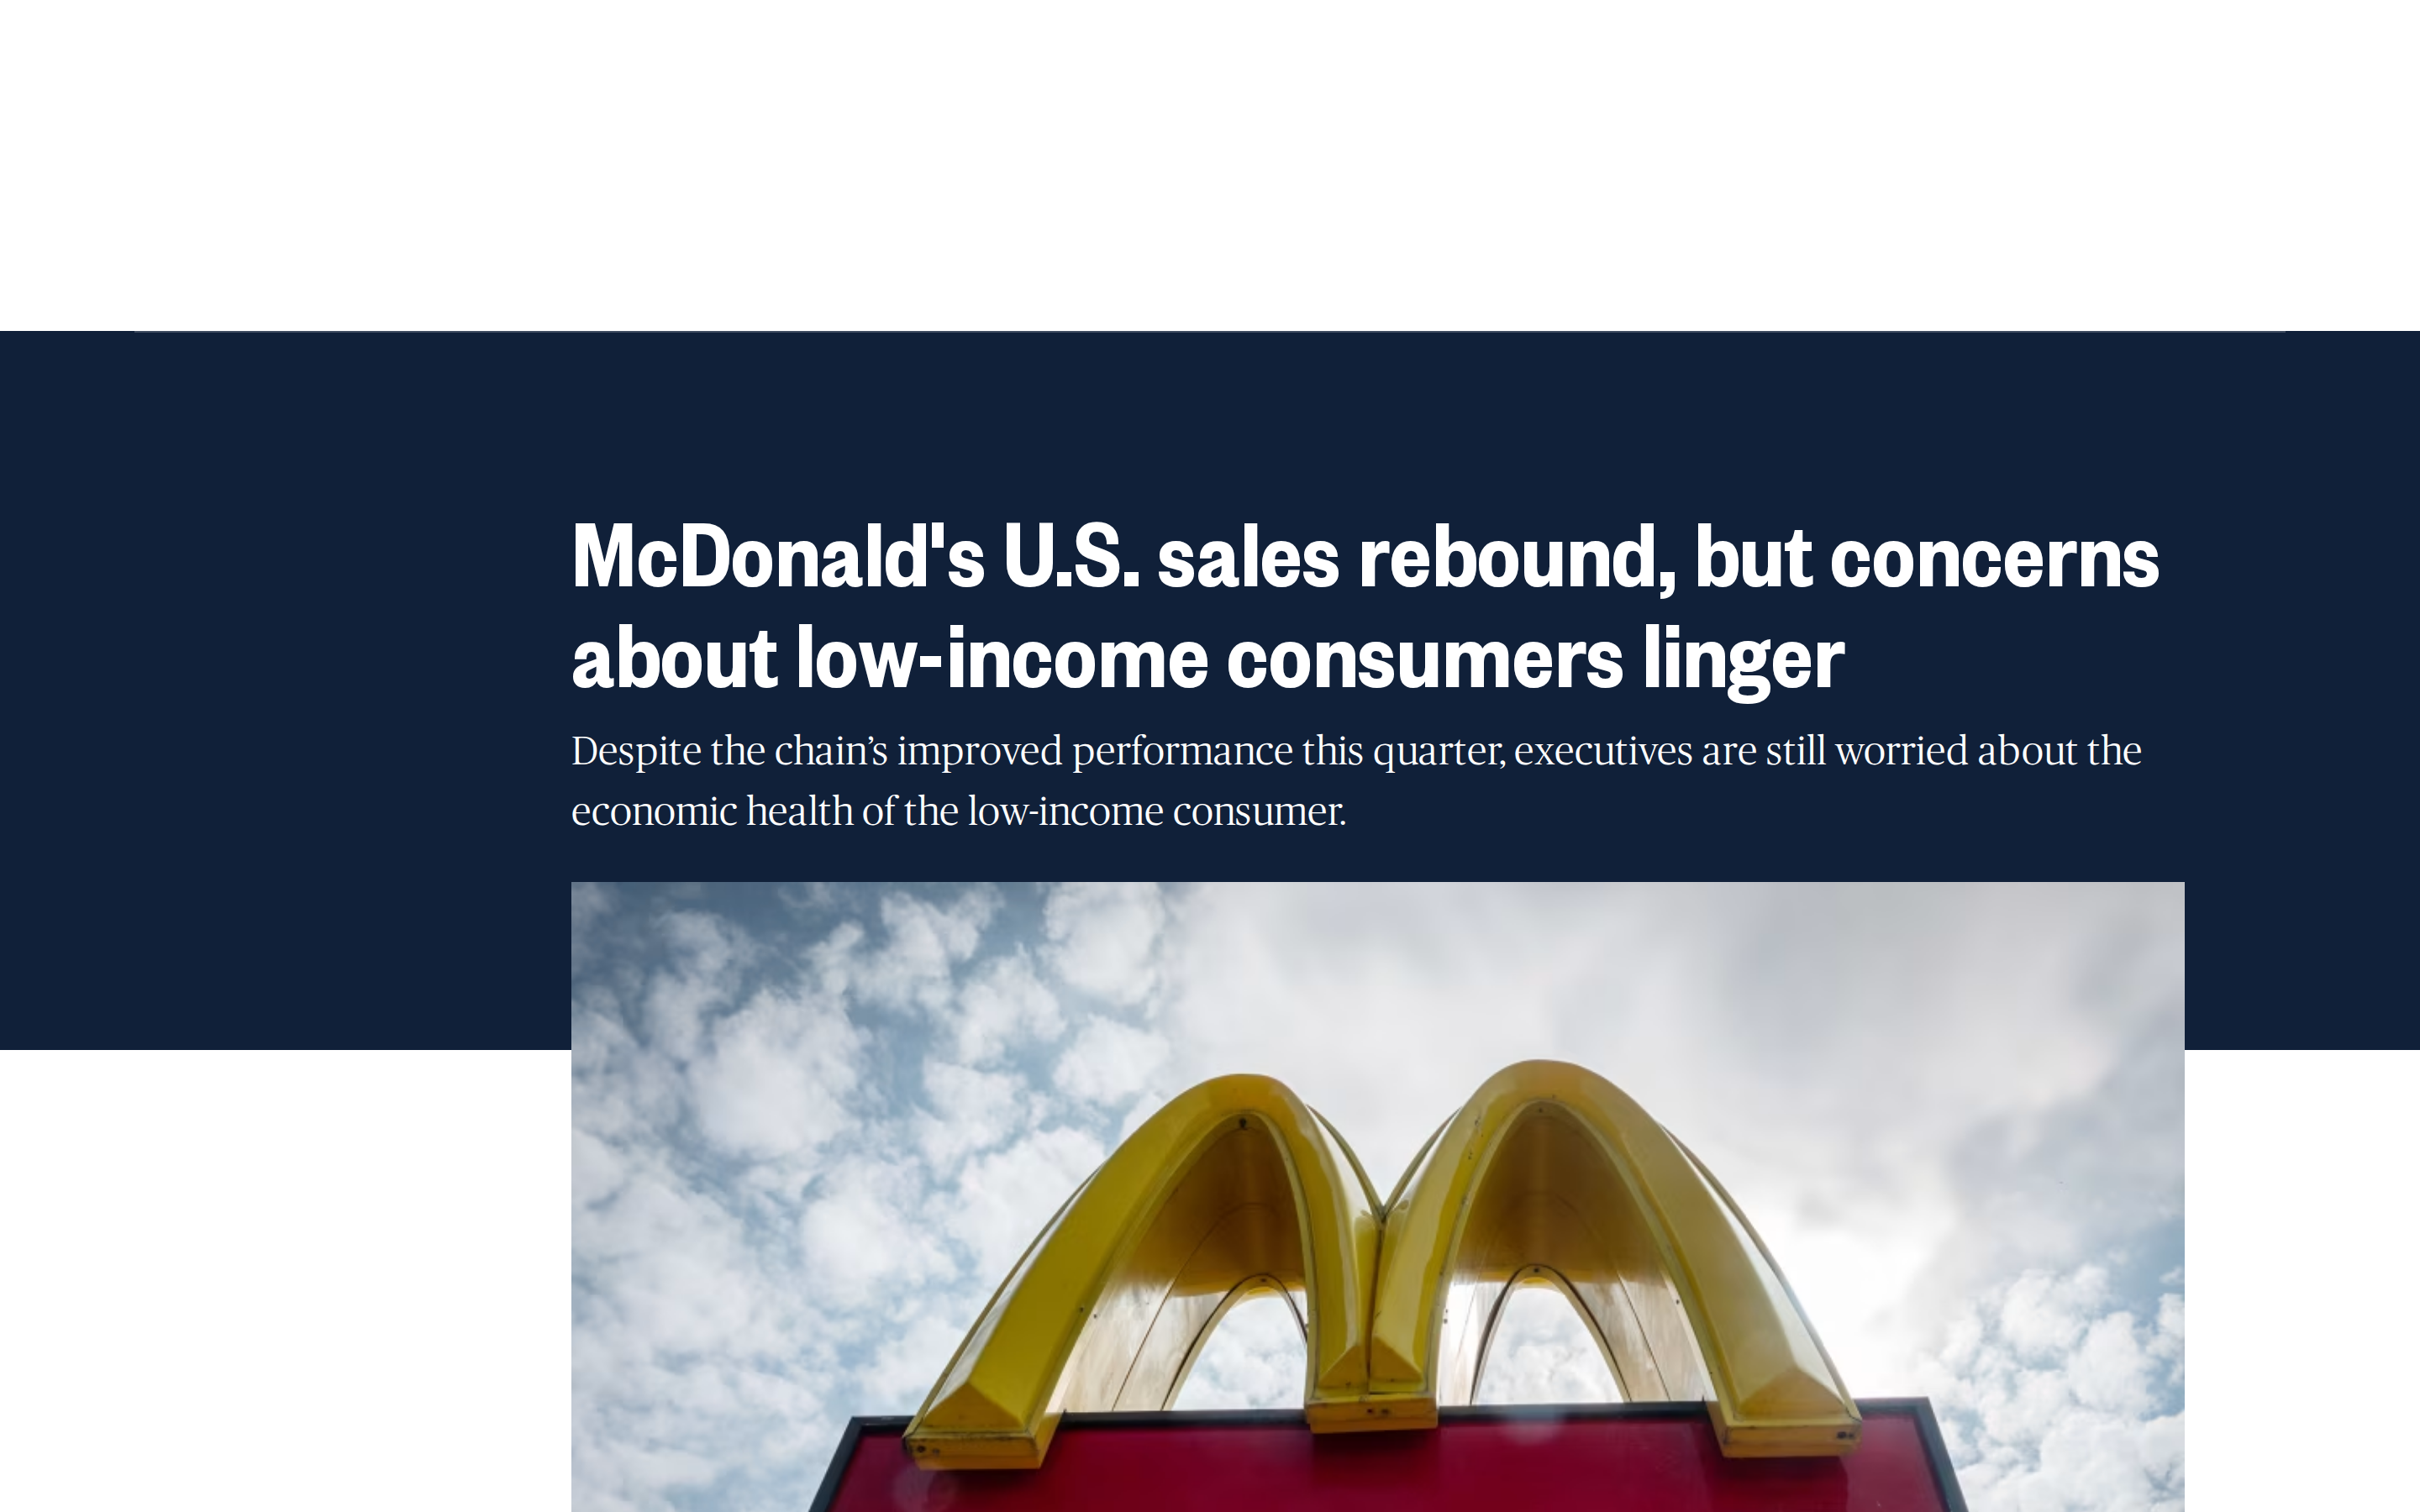 McDonald's U.S. sales rebound, but concerns
about low-income consumers linger
Despite the chain’s improved performance this quarter, executives are still worried about the
economic health of the low-income consumer.